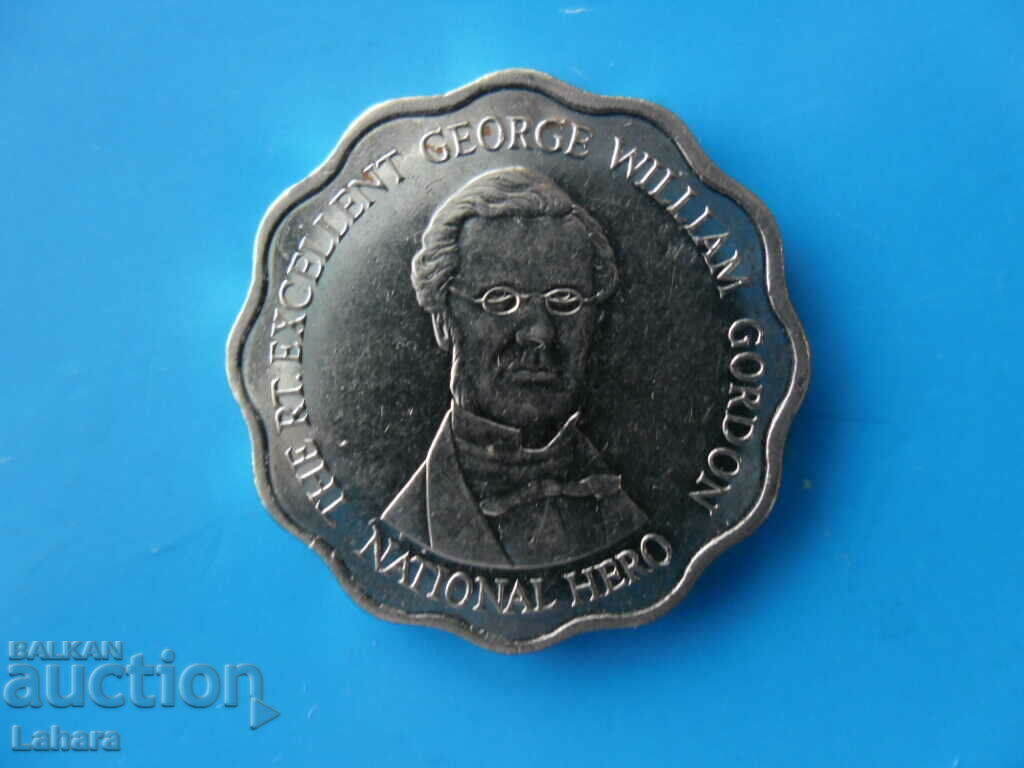 THE RT. EXCELLENT GEORGE WILLIAM GORDON
NATIONAL HERO
BALKAN
auction
Lahara